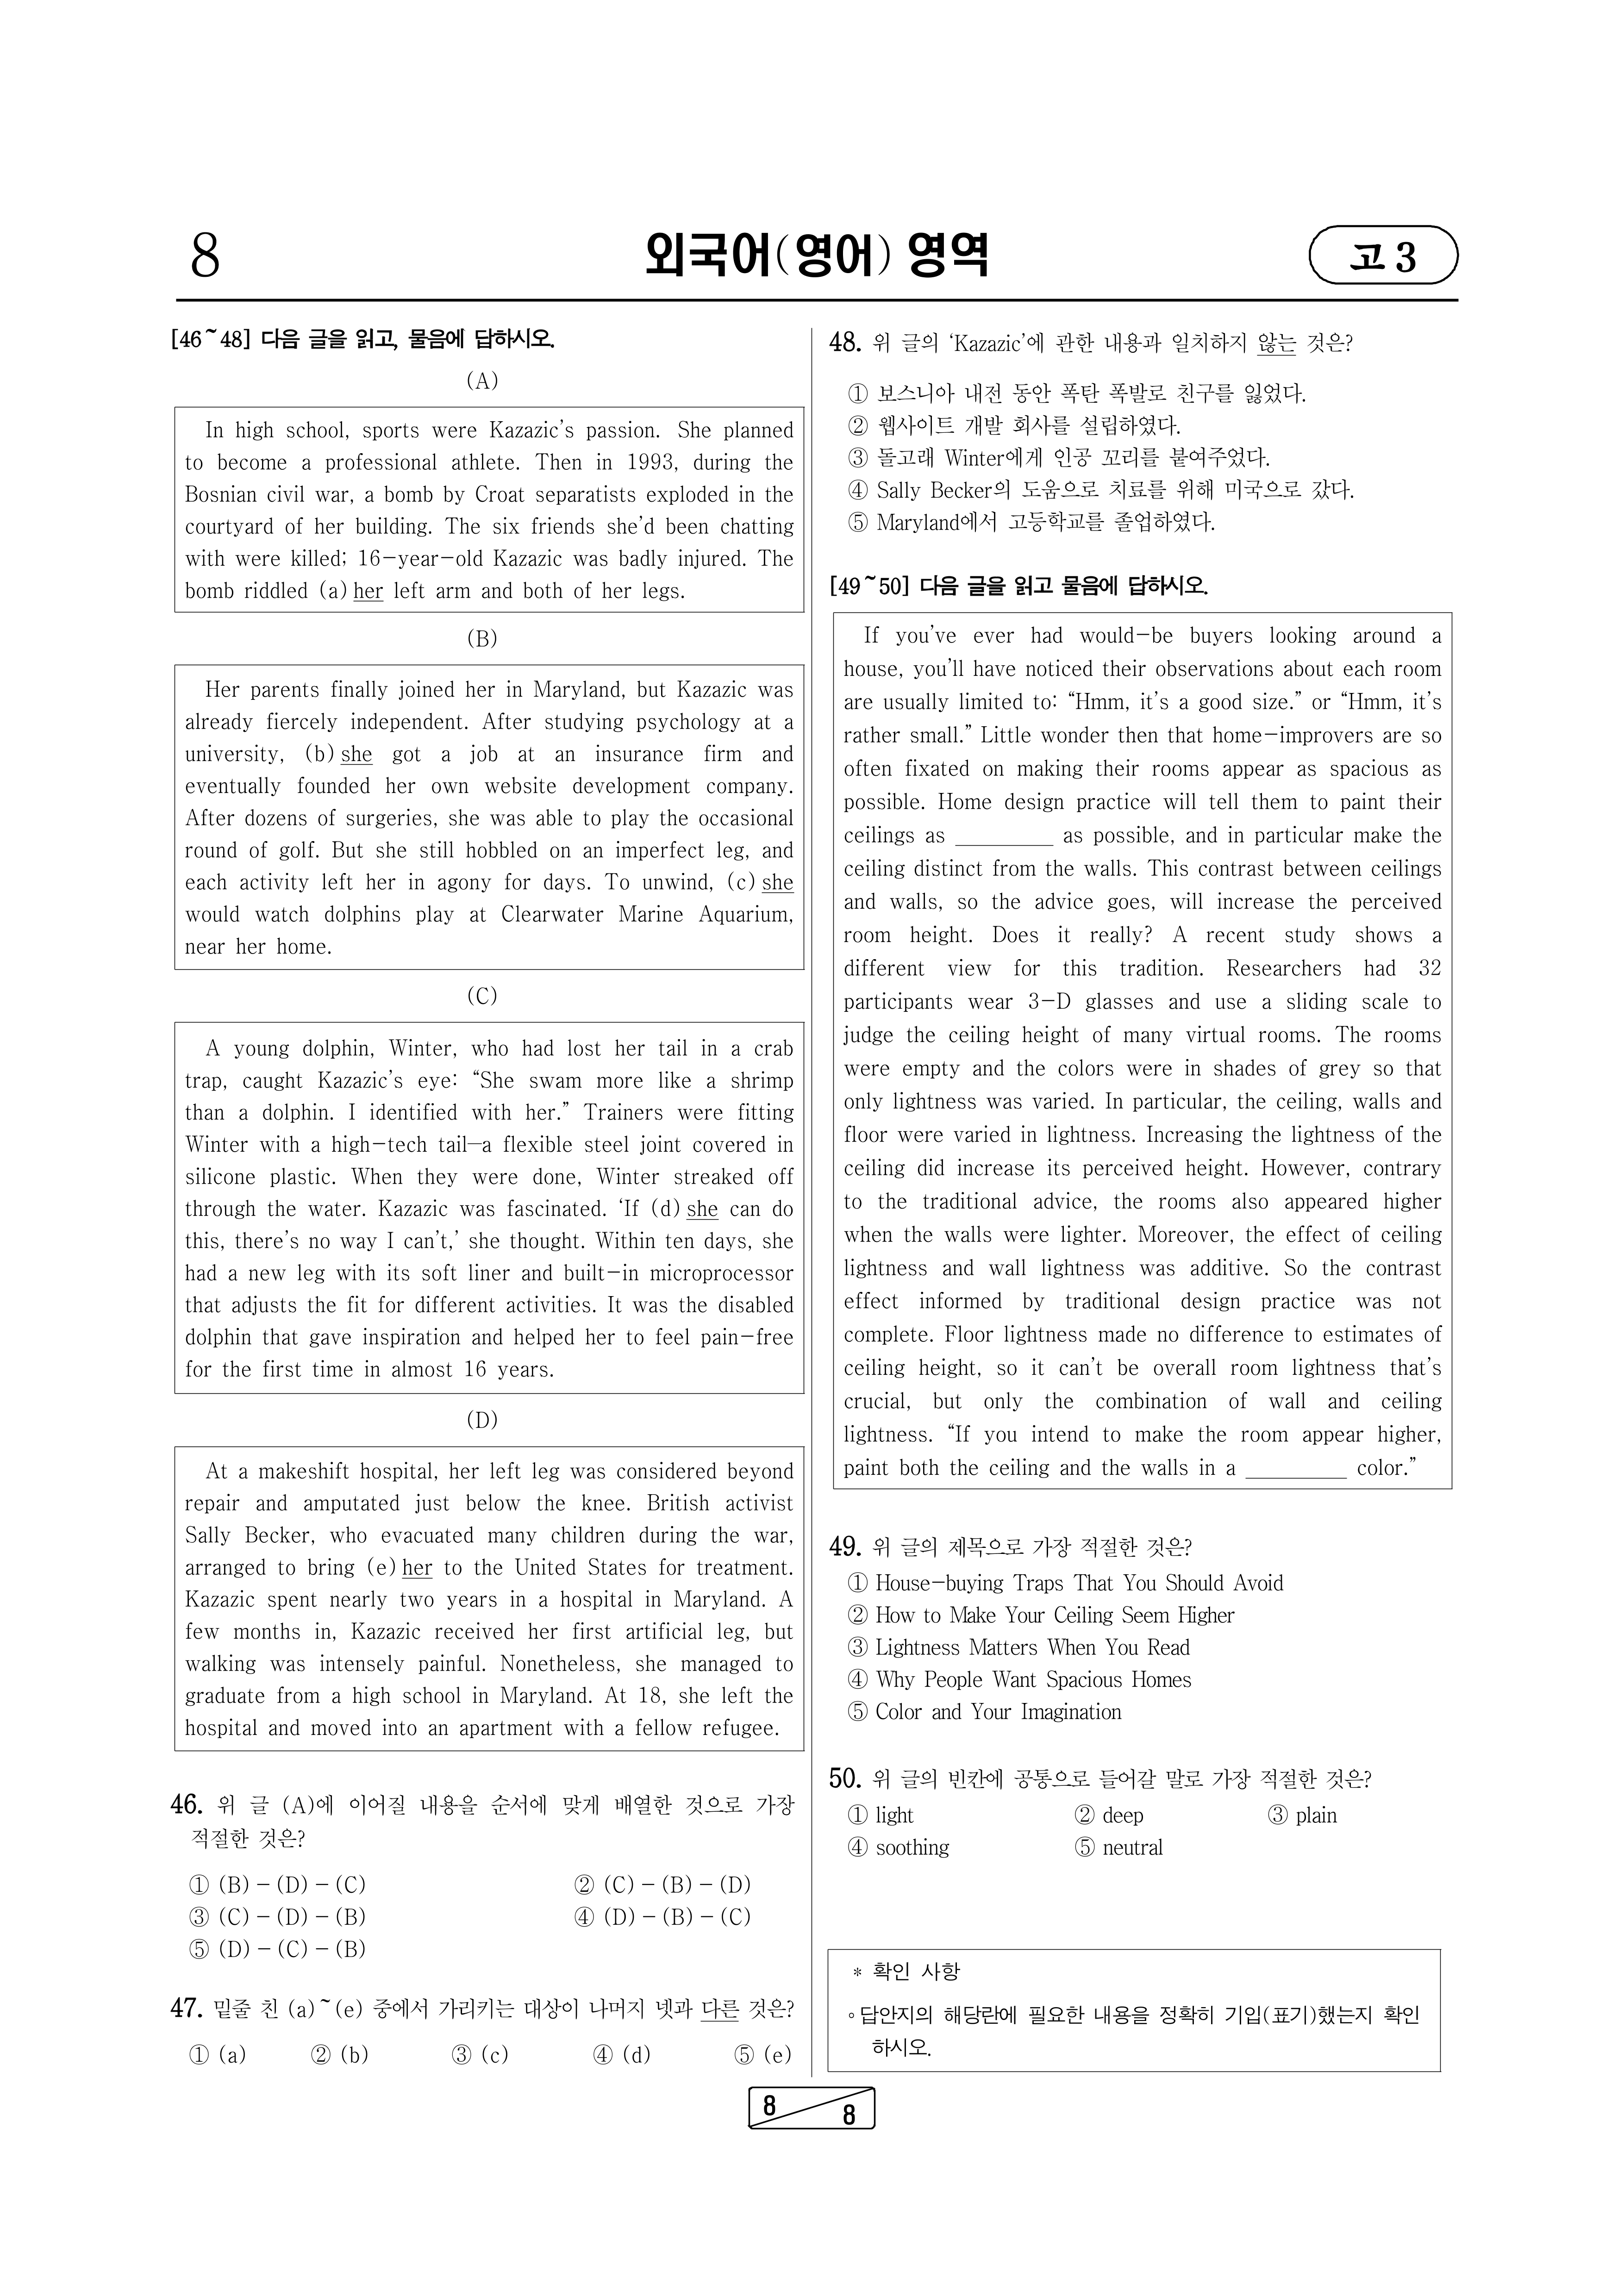 8
외국어(영어) 영역
고 3
[46~48] 다음 글을 읽고, 물음에 답하시오.
(A)
In high school, sports were Kazazic's passion. She planned
to become a professional athlete. Then in 1993, during the
Bosnian civil war, a bomb by Croat separatists exploded in the
courtyard of her building. The six friends she'd been chatting
with were killed; 16-year-old Kazazic was badly injured. The
bomb riddled (a) her left arm and both of her legs.
(B)
Her parents finally joined her in Maryland, but Kazazic was
already fiercely independent. After studying psychology at a
university, (b) she got a job at an insurance firm and
eventually founded her own website development company.
After dozens of surgeries, she was able to play the occasional
round of golf. But she still hobbled on an imperfect leg, and
each activity left her in agony for days. To unwind, (c) she
would watch dolphins play at Clearwater Marine Aquarium,
near her home.
(C)
A young dolphin, Winter, who had lost her tail in a crab
trap, caught Kazazic's eye: “She swam more like a shrimp
than a dolphin. I identified with her.” Trainers were fitting
Winter with a high-tech tail—a flexible steel joint covered in
silicone plastic. When they were done, Winter streaked off
through the water. Kazazic was fascinated. ‘If (d) she can do
this, there's no way I can't,’ she thought. Within ten days, she
had a new leg with its soft liner and built-in microprocessor
that adjusts the fit for different activities. It was the disabled
dolphin that gave inspiration and helped her to feel pain-free
for the first time in almost 16 years.
(D)
At a makeshift hospital, her left leg was considered beyond
repair and amputated just below the knee. British activist
Sally Becker, who evacuated many children during the war,
arranged to bring (e) her to the United States for treatment.
Kazazic spent nearly two years in a hospital in Maryland. A
few months in, Kazazic received her first artificial leg, but
walking was intensely painful. Nonetheless, she managed to
graduate from a high school in Maryland. At 18, she left the
hospital and moved into an apartment with a fellow refugee.
46. 위 글 (A)에 이어질 내용을 순서에 맞게 배열한 것으로 가장
적절한 것은?
① (B) - (D) - (C) ② (C) - (B) - (D)
③ (C) - (D) - (B) ④ (D) - (B) - (C)
⑤ (D) - (C) - (B)
47. 밑줄 친 (a)~(e) 중에서 가리키는 대상이 나머지 넷과 다른 것은?
① (a) ② (b) ③ (c) ④ (d) ⑤ (e)
48. 위 글의 ‘Kazazic’에 관한 내용과 일치하지 않는 것은?
① 보스니아 내전 동안 폭탄 폭발로 친구를 잃었다.
② 웹사이트 개발 회사를 설립하였다.
③ 돌고래 Winter에게 인공 꼬리를 붙여주었다.
④ Sally Becker의 도움으로 치료를 위해 미국으로 갔다.
⑤ Maryland에서 고등학교를 졸업하였다.
[49~50] 다음 글을 읽고 물음에 답하시오.
If you've ever had would-be buyers looking around a
house, you'll have noticed their observations about each room
are usually limited to: “Hmm, it's a good size.” or “Hmm, it's
rather small.” Little wonder then that home-improvers are so
often fixated on making their rooms appear as spacious as
possible. Home design practice will tell them to paint their
ceilings as ________ as possible, and in particular make the
ceiling distinct from the walls. This contrast between ceilings
and walls, so the advice goes, will increase the perceived
room height. Does it really? A recent study shows a
different view for this tradition. Researchers had 32
participants wear 3-D glasses and use a sliding scale to
judge the ceiling height of many virtual rooms. The rooms
were empty and the colors were in shades of grey so that
only lightness was varied. In particular, the ceiling, walls and
floor were varied in lightness. Increasing the lightness of the
ceiling did increase its perceived height. However, contrary
to the traditional advice, the rooms also appeared higher
when the walls were lighter. Moreover, the effect of ceiling
lightness and wall lightness was additive. So the contrast
effect informed by traditional design practice was not
complete. Floor lightness made no difference to estimates of
ceiling height, so it can't be overall room lightness that's
crucial, but only the combination of wall and ceiling
lightness. “If you intend to make the room appear higher,
paint both the ceiling and the walls in a ________ color.”
49. 위 글의 제목으로 가장 적절한 것은?
① House-buying Traps That You Should Avoid
② How to Make Your Ceiling Seem Higher
③ Lightness Matters When You Read
④ Why People Want Spacious Homes
⑤ Color and Your Imagination
50. 위 글의 빈칸에 공통으로 들어갈 말로 가장 적절한 것은?
① light ② deep ③ plain
④ soothing ⑤ neutral
* 확인 사항
◦답안지의 해당란에 필요한 내용을 정확히 기입(표기)했는지 확인
하시오.
8
8